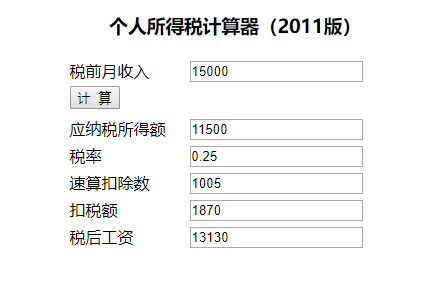 个人所得税计算器（2011版）
税前月收入 15000
计 算
应纳税所得额 11500
税率 0.25
速算扣除数 1005
扣税额 1870
税后工资 13130